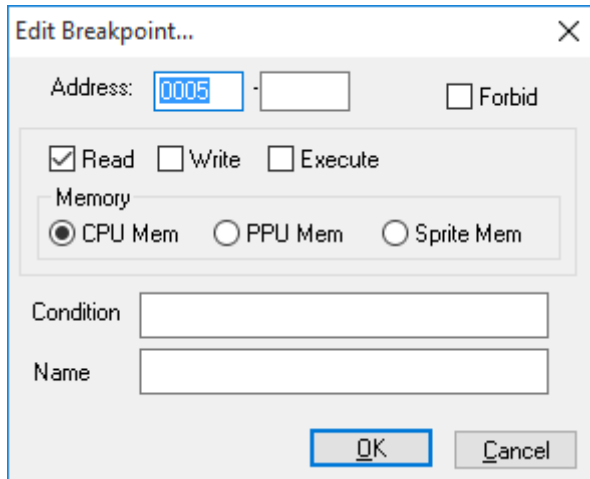 Edit Breakpoint...
Address: 0005 - Forbid
Read Write Execute
Memory
CPU Mem PPU Mem Sprite Mem
Condition
Name
OK Cancel